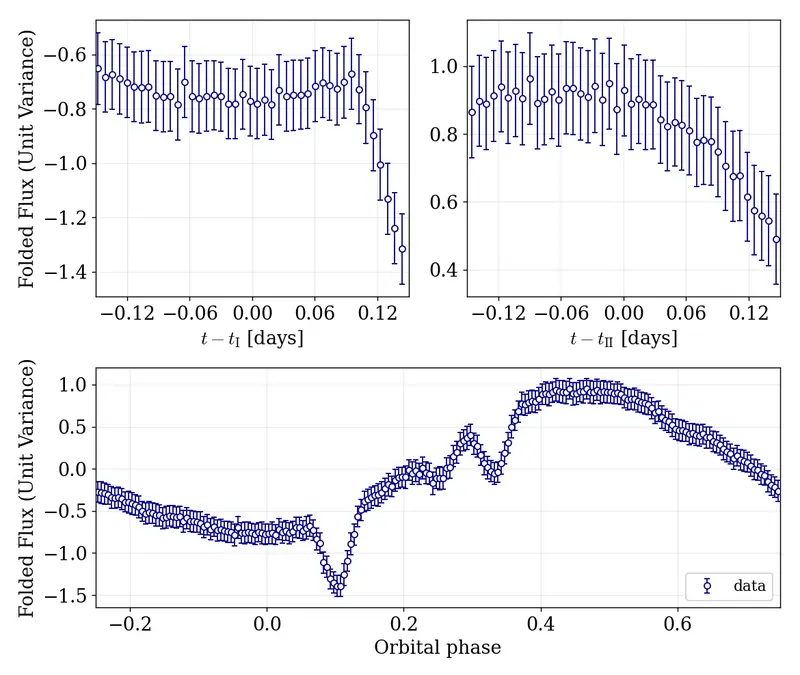 Folded Flux (Unit Variance)
−0.6
−0.8
−1.0
−1.2
−1.4
−0.12 −0.06 0.00 0.06 0.12
t − tI [days]
1.0
0.8
0.6
0.4
−0.12 −0.06 0.00 0.06 0.12
t − tII [days]
Folded Flux (Unit Variance)
1.0
0.5
0.0
−0.5
−1.0
−1.5
data
−0.2 0.0 0.2 0.4 0.6
Orbital phase